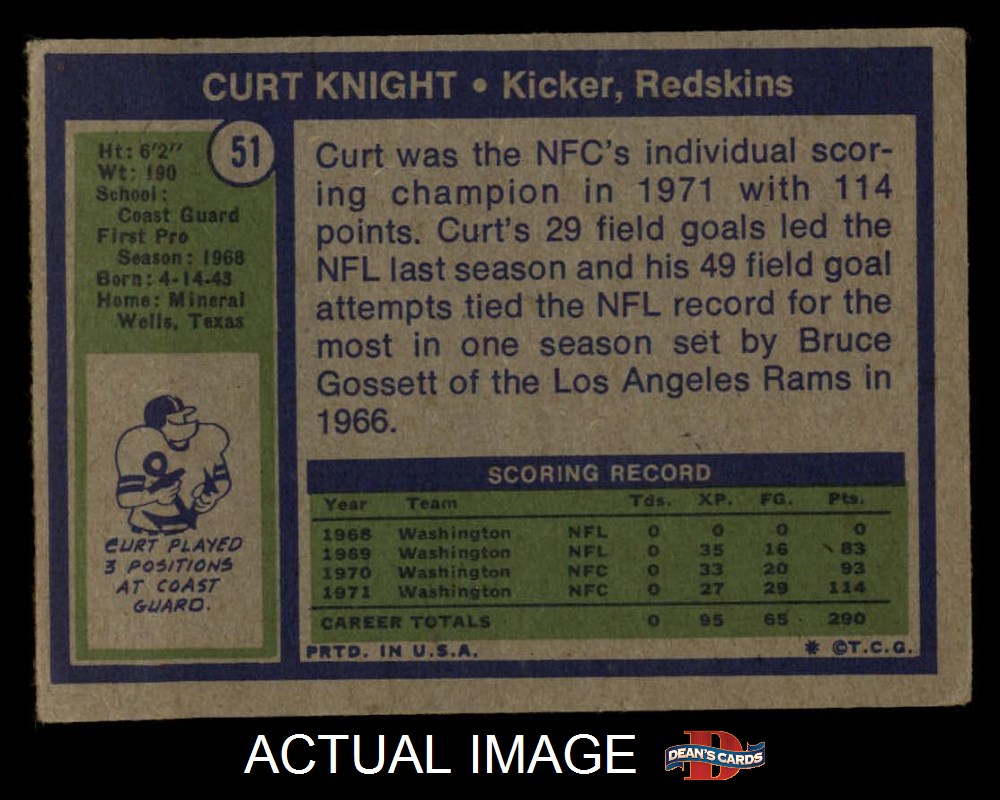 CURT KNIGHT • Kicker, Redskins
51
Ht: 6'2"
Wt: 190
School:
Coast Guard
First Pro
Season: 1968
Born: 4-14-43
Home: Mineral
Wells, Texas
CURT PLAYED
3 POSITIONS
AT COAST
GUARD.
Curt was the NFC's individual scor-
ing champion in 1971 with 114
points. Curt's 29 field goals led the
NFL last season and his 49 field goal
attempts tied the NFL record for the
most in one season set by Bruce
Gossett of the Los Angeles Rams in
1966.
SCORING RECORD
Year Team Tds. XP. FG. Pts.
1968 Washington NFL 0 0 0 0
1969 Washington NFL 0 35 16 83
1970 Washington NFC 0 33 20 93
1971 Washington NFC 0 27 29 114
CAREER TOTALS 0 95 65 290
PRTD. IN U.S.A. * ©T.C.G.
ACTUAL IMAGE
D
DEAN'S CARDS